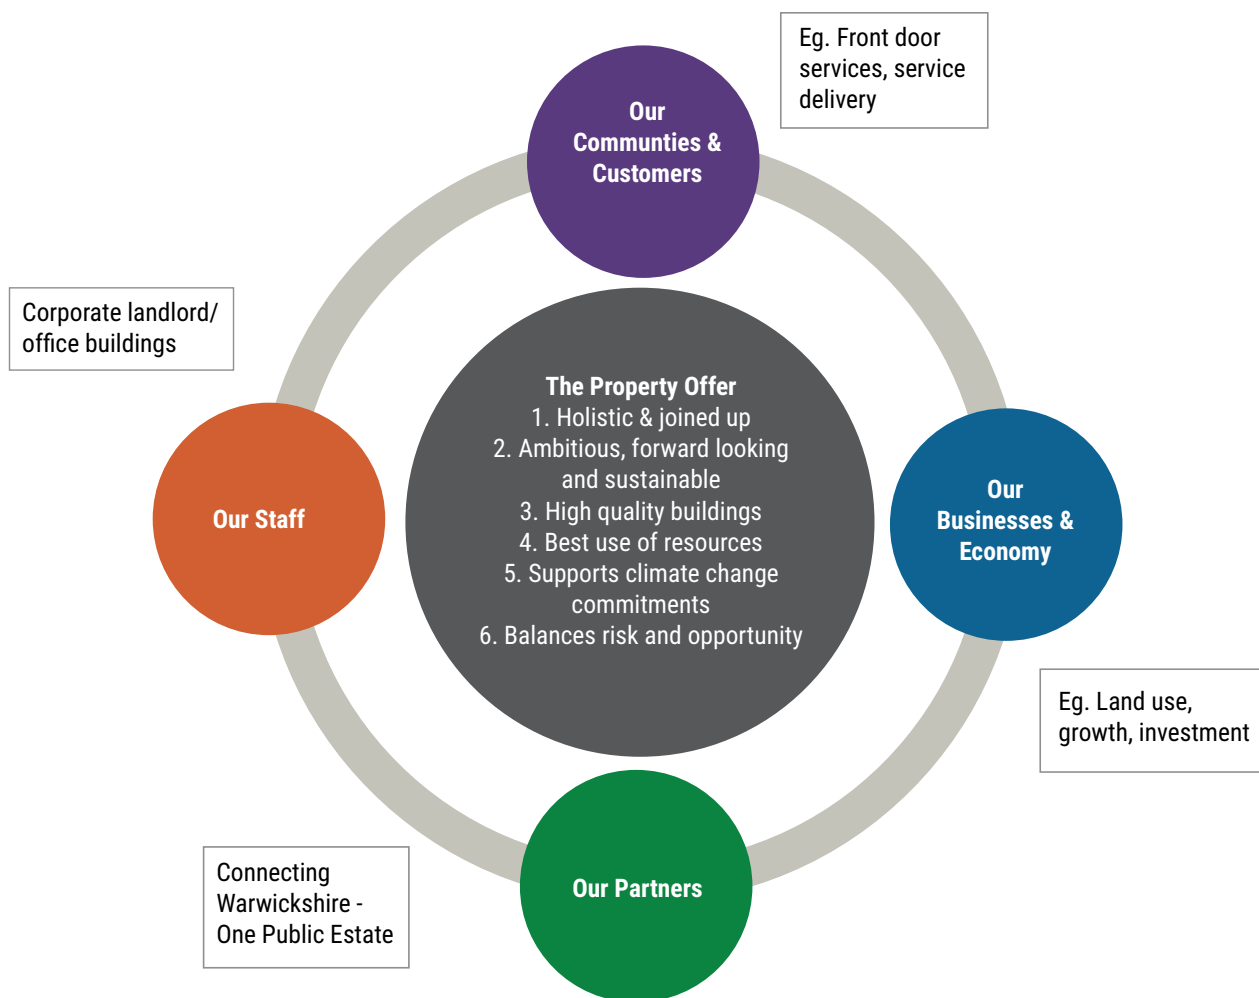 Eg. Front door
services, service
delivery
Our
Communties &
Customers
Corporate landlord/
office buildings
The Property Offer
1. Holistic & joined up
2. Ambitious, forward looking
and sustainable
3. High quality buildings
4. Best use of resources
5. Supports climate change
commitments
6. Balances risk and opportunity
Our Staff
Our
Businesses &
Economy
Eg. Land use,
growth, investment
Connecting
Warwickshire -
One Public Estate
Our Partners